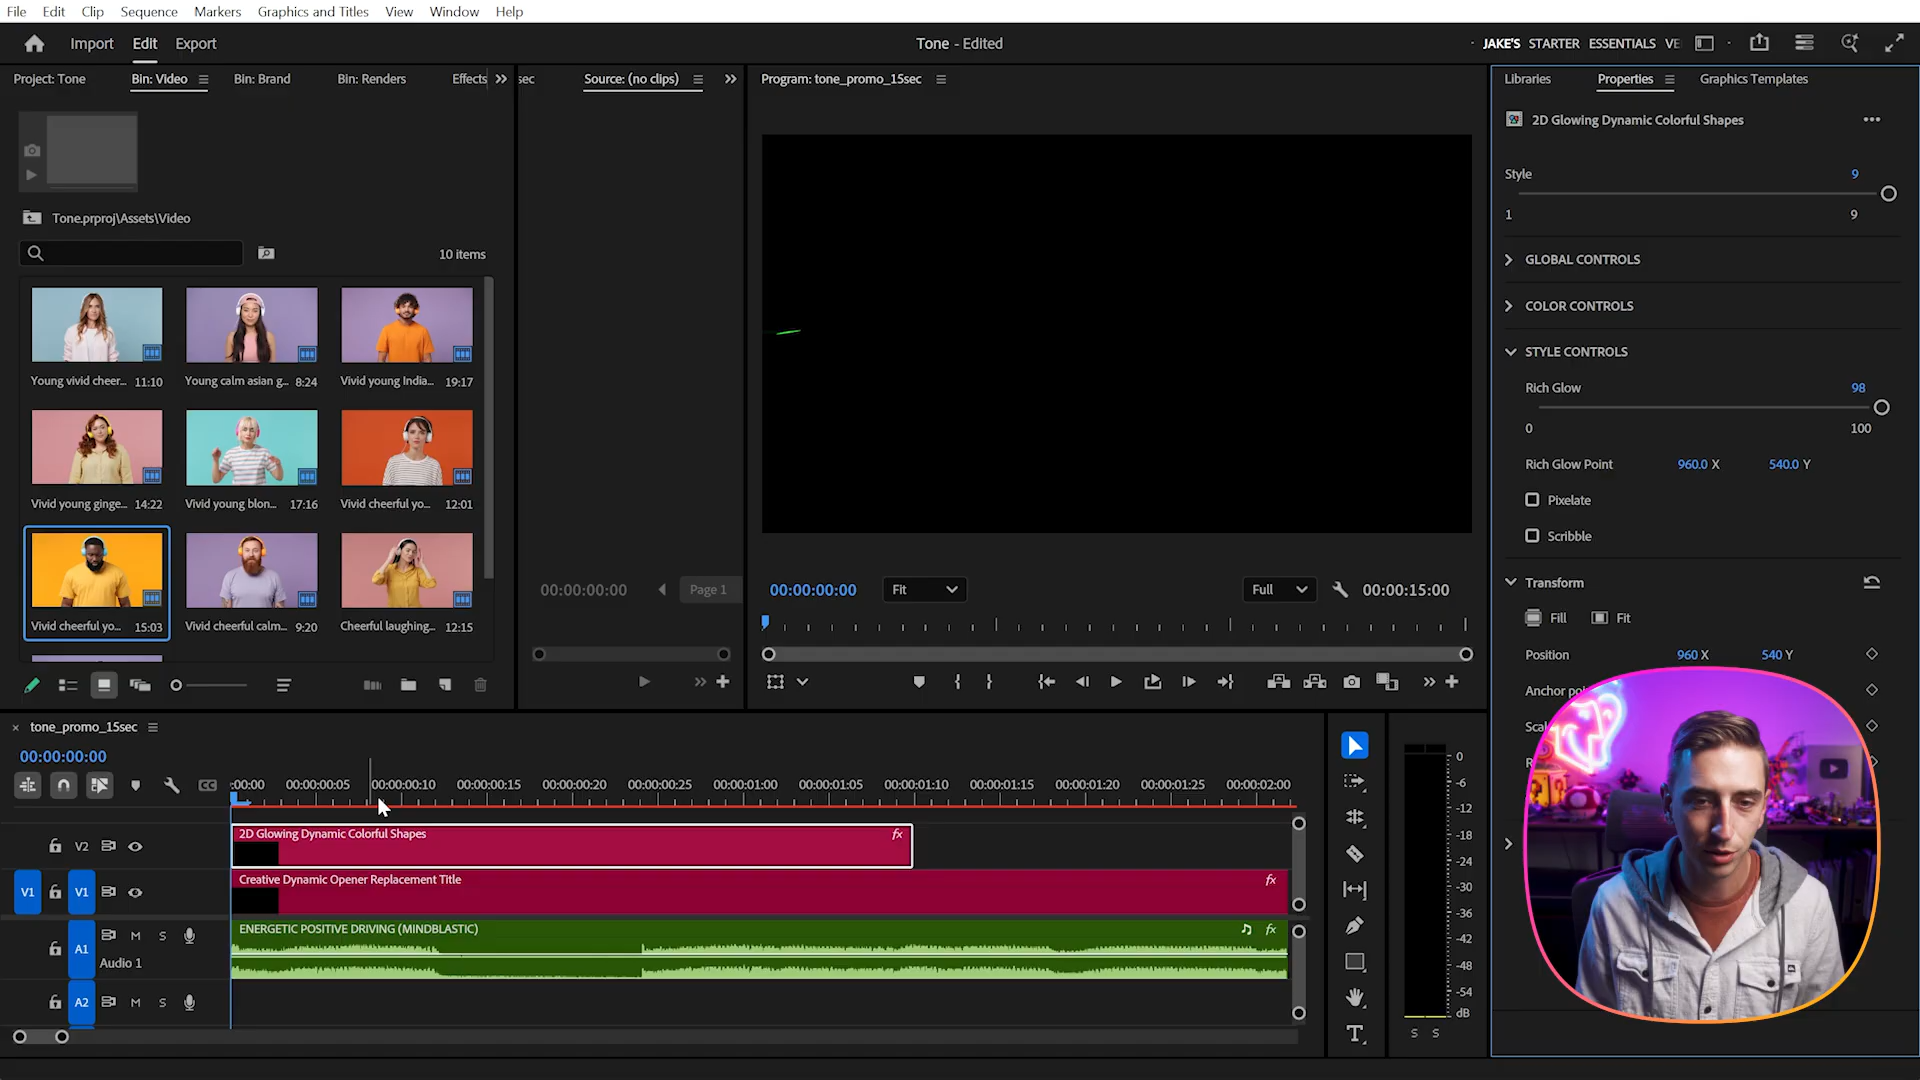 File Edit Clip Sequence Markers Graphics and Titles View Window Help
Import Edit Export
Tone - Edited
JAKE'S STARTER ESSENTIALS VE
Project: Tone Bin: Video Bin: Brand Bin: Renders Effects
sec Source: (no clips)
Program: tone_promo_15sec
Libraries Properties Graphics Templates
2D Glowing Dynamic Colorful Shapes
Style 9
1 9
GLOBAL CONTROLS
COLOR CONTROLS
STYLE CONTROLS
Rich Glow 98
0 100
Rich Glow Point 960.0 X 540.0 Y
Pixelate
Scribble
Transform
Fill Fit
Position 960 X 540 Y
Anchor po
Scal
R
Tone.prproj\Assets\Video
10 items
Young vivid cheer... 11:10
Young calm asian g... 8:24
Vivid young India... 19:17
Vivid young ginge... 14:22
Vivid young blon... 17:16
Vivid cheerful yo... 12:01
Vivid cheerful yo... 15:03
Vivid cheerful calm... 9:20
Cheerful laughing... 12:15
00:00:00:00 Page 1
00:00:00:00 Fit Full 00:00:15:00
tone_promo_15sec
00:00:00:00
:00:00 00:00:00:05 00:00:00:10 00:00:00:15 00:00:00:20 00:00:00:25 00:00:01:00 00:00:01:05 00:00:01:10 00:00:01:15 00:00:01:20 00:00:01:25 00:00:02:00
CC
V2
2D Glowing Dynamic Colorful Shapes fx
V1 V1
Creative Dynamic Opener Replacement Title fx
A1 M S
Audio 1
ENERGETIC POSITIVE DRIVING (MINDBLASTIC) fx
A2 M S
T
0
-6
-12
-18
-24
-30
-36
-42
-48
-54
dB
S S